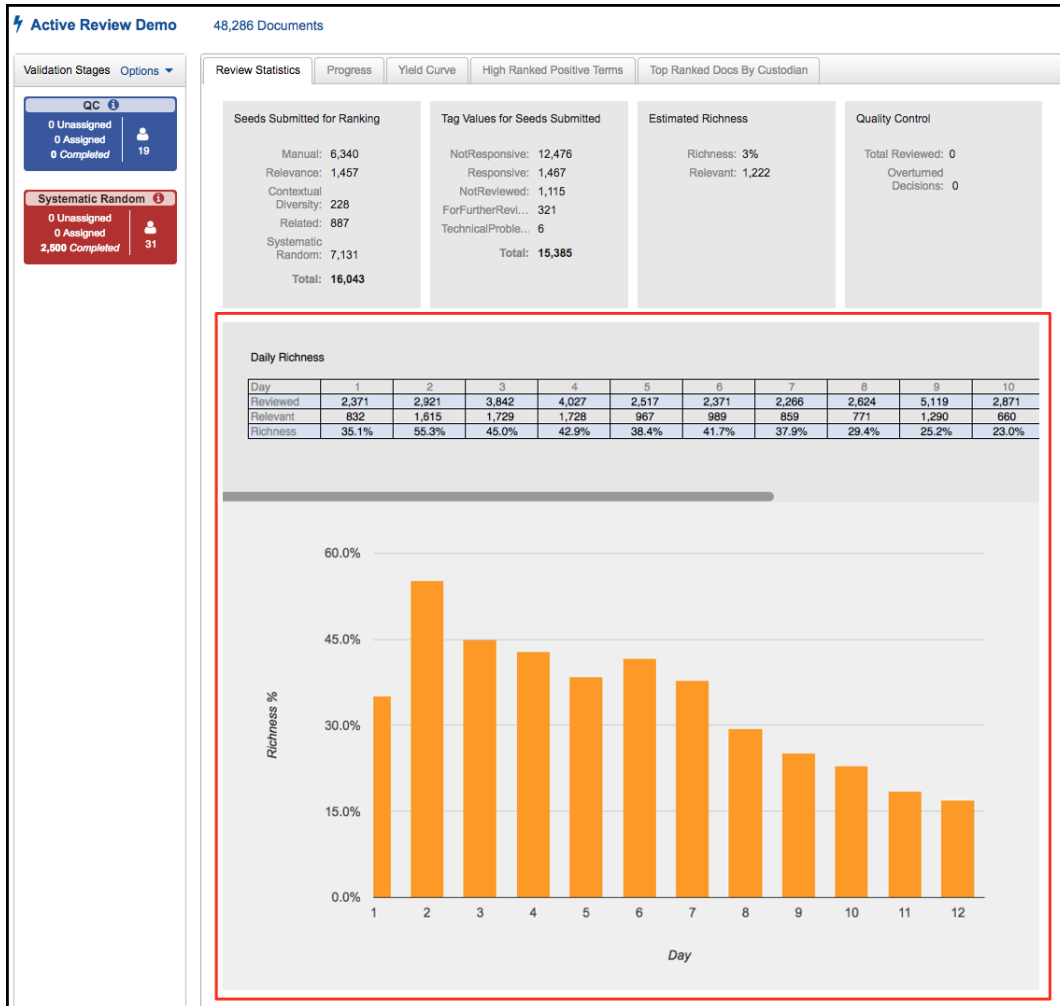 Active Review Demo 48,286 Documents
Validation Stages Options
QC
0 Unassigned
0 Assigned
0 Completed
19
Systematic Random
0 Unassigned
0 Assigned
2,500 Completed
31
Review Statistics Progress Yield Curve High Ranked Positive Terms Top Ranked Docs By Custodian
Seeds Submitted for Ranking
Manual: 6,340
Relevance: 1,457
Contextual
Diversity: 228
Related: 887
Systematic
Random: 7,131
Total: 16,043
Tag Values for Seeds Submitted
NotResponsive: 12,476
Responsive: 1,467
NotReviewed: 1,115
ForFurtherRevi... 321
TechnicalProble... 6
Total: 15,385
Estimated Richness
Richness: 3%
Relevant: 1,222
Quality Control
Total Reviewed: 0
Overturned
Decisions: 0
Daily Richness
Day 1 2 3 4 5 6 7 8 9 10
Reviewed 2,371 2,921 3,842 4,027 2,517 2,371 2,266 2,624 5,119 2,871
Relevant 832 1,615 1,729 1,728 967 989 859 771 1,290 660
Richness 35.1% 55.3% 45.0% 42.9% 38.4% 41.7% 37.9% 29.4% 25.2% 23.0%
60.0%
45.0%
30.0%
15.0%
0.0%
Richness %
1 2 3 4 5 6 7 8 9 10 11 12
Day